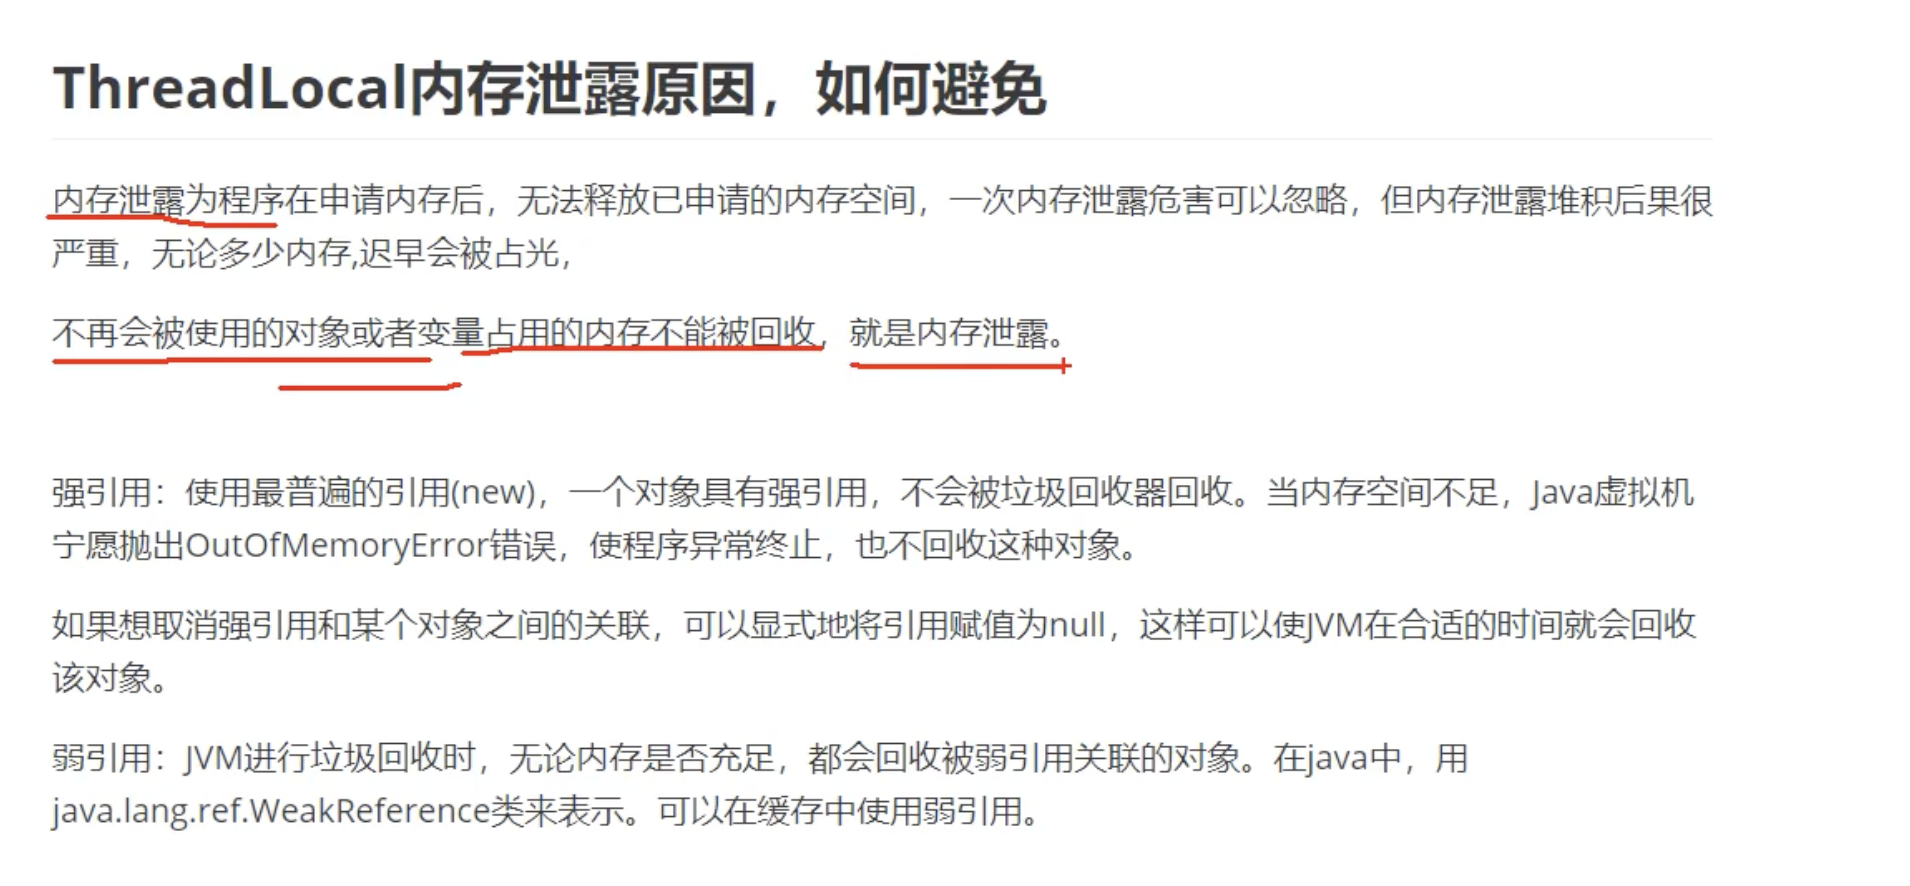 ThreadLocal内存泄露原因，如何避免
内存泄露为程序在申请内存后，无法释放已申请的内存空间，一次内存泄露危害可以忽略，但内存泄露堆积后果很
严重，无论多少内存,迟早会被占光，
不再会被使用的对象或者变量占用的内存不能被回收，就是内存泄露。
强引用：使用最普遍的引用(new)，一个对象具有强引用，不会被垃圾回收器回收。当内存空间不足，Java虚拟机
宁愿抛出OutOfMemoryError错误，使程序异常终止，也不回收这种对象。
如果想取消强引用和某个对象之间的关联，可以显式地将引用赋值为null，这样可以使JVM在合适的时间就会回收
该对象。
弱引用：JVM进行垃圾回收时，无论内存是否充足，都会回收被弱引用关联的对象。在java中，用
java.lang.ref.WeakReference类来表示。可以在缓存中使用弱引用。